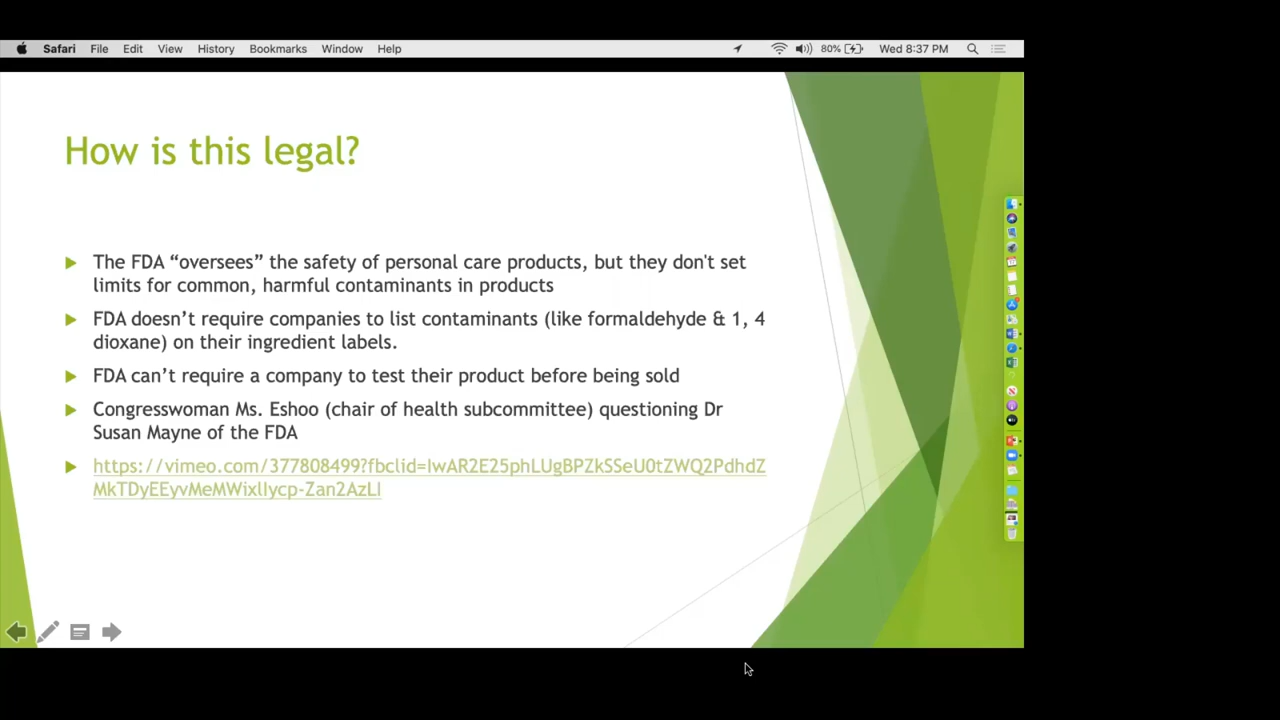 Safari File Edit View History Bookmarks Window Help 80% Wed 8:37 PM
How is this legal?
The FDA “oversees” the safety of personal care products, but they don't set
limits for common, harmful contaminants in products
FDA doesn’t require companies to list contaminants (like formaldehyde & 1, 4
dioxane) on their ingredient labels.
FDA can’t require a company to test their product before being sold
Congresswoman Ms. Eshoo (chair of health subcommittee) questioning Dr
Susan Mayne of the FDA
https://vimeo.com/377808499?fbclid=IwAR2E25phLUgBPZkSSeU0tZWQ2PdhdZ
MkTDyEEyvMeMWixlIycp-Zan2AzLI